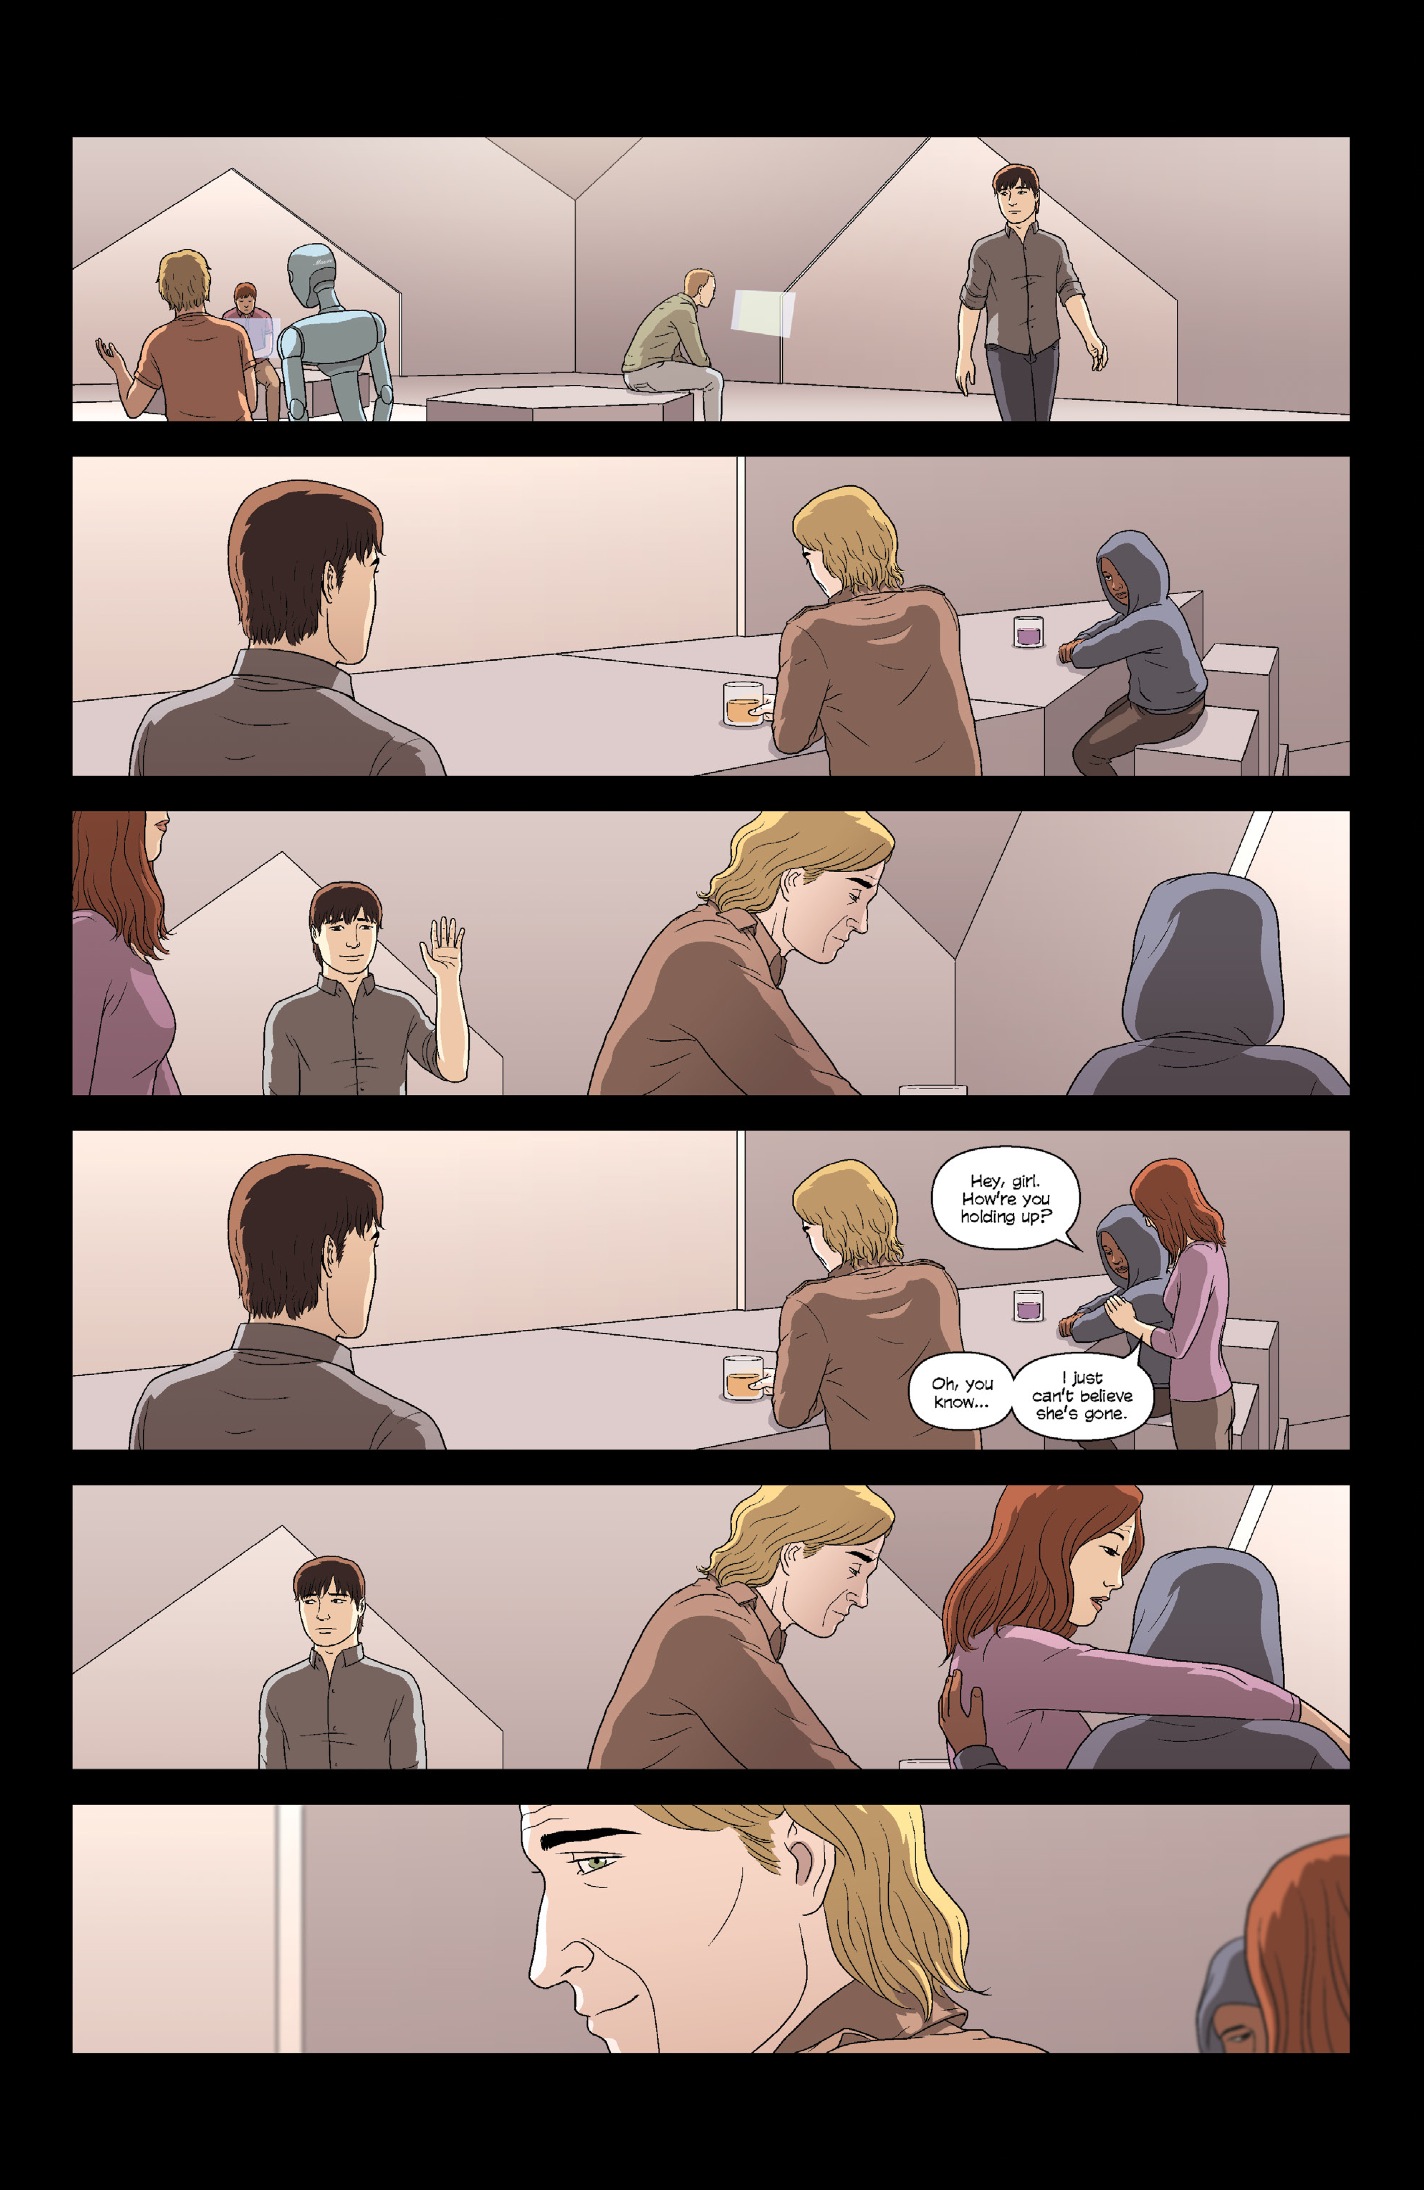 Hey, girl.
How're you
holding up?
Oh, you
know...
I just
can't believe
she's gone.